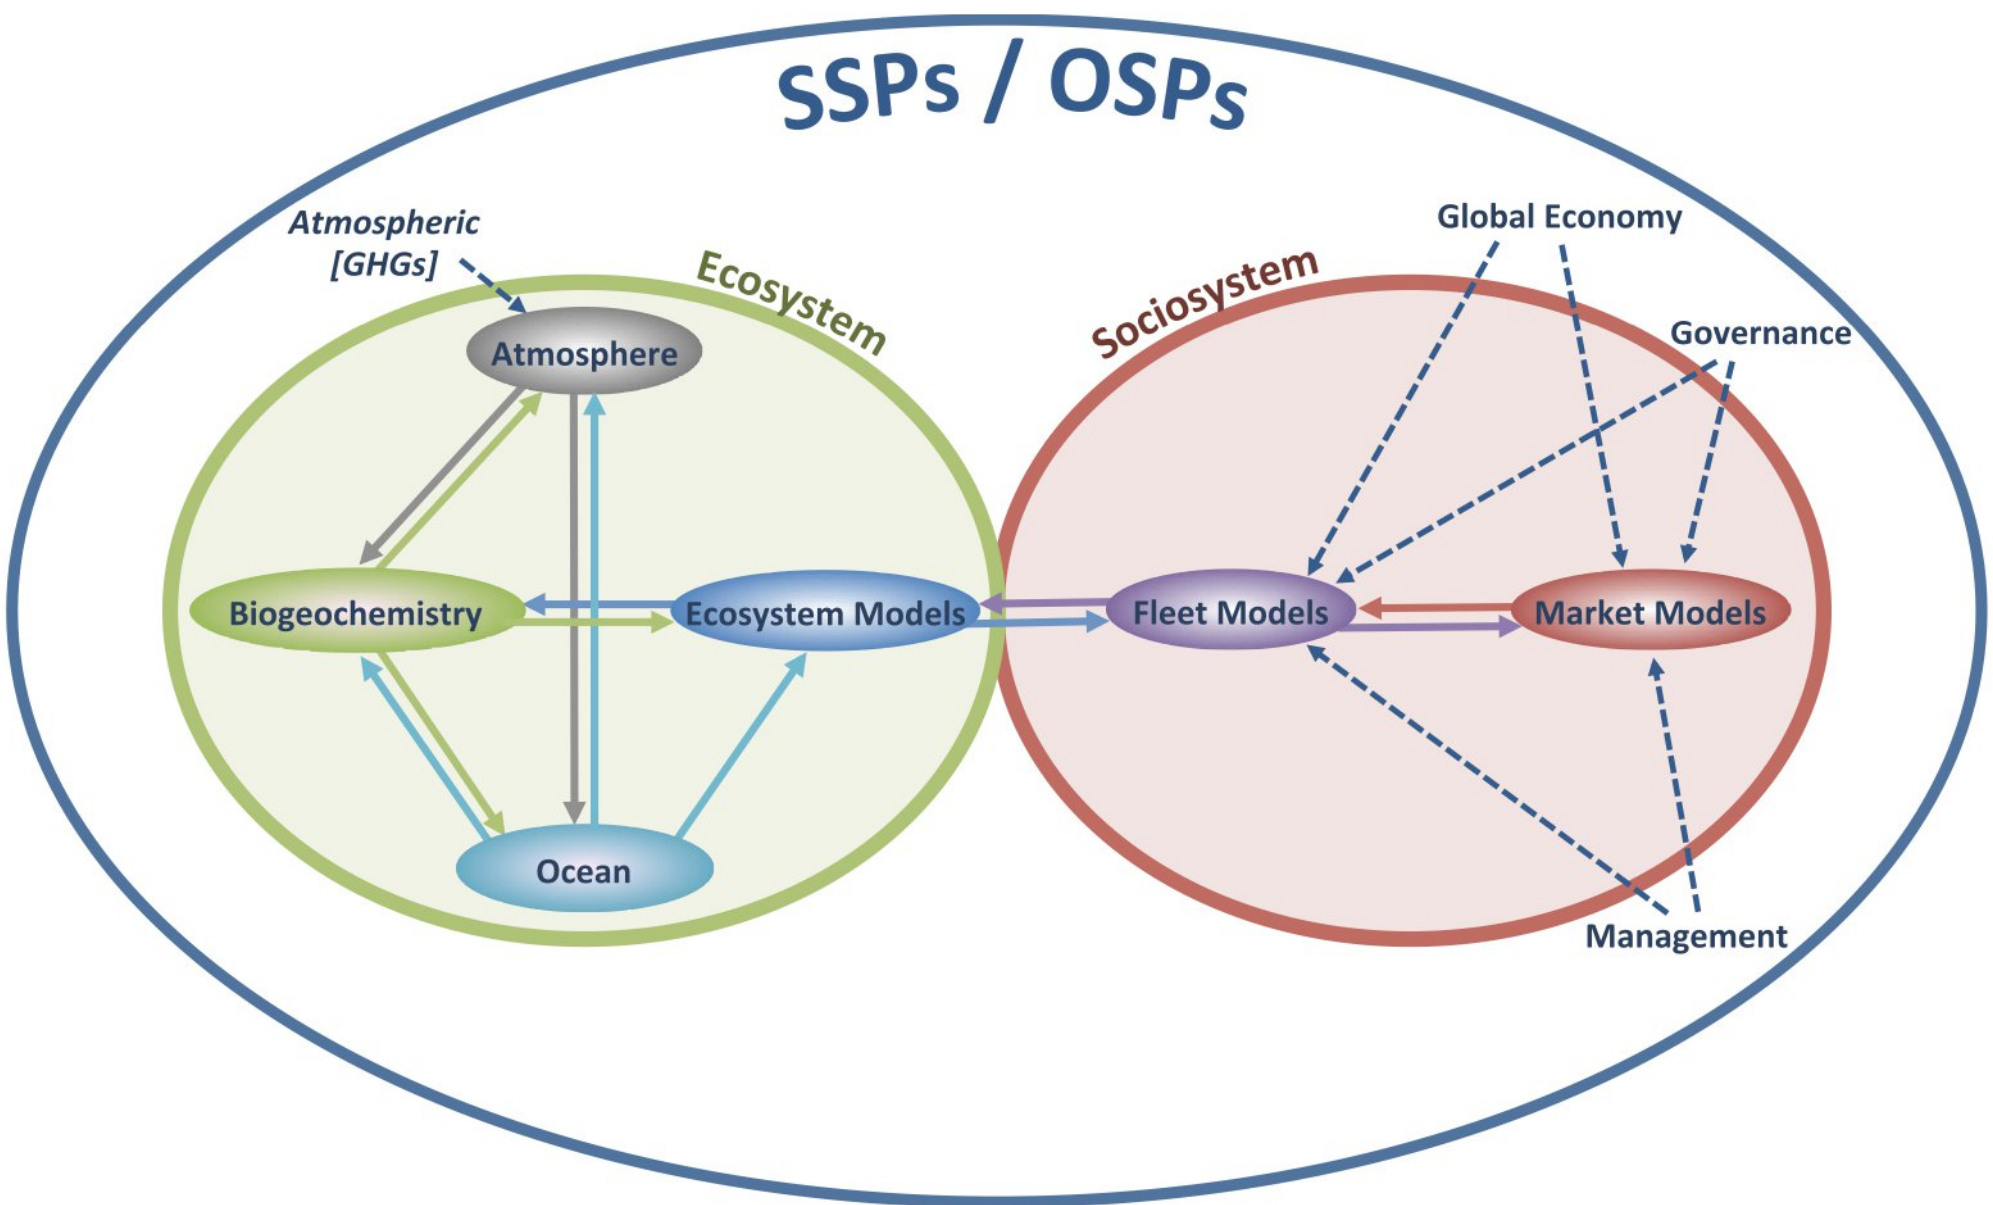 SSPs / OSPs
Atmospheric
[GHGs]
Global Economy
Ecosystem
Sociosystem
Governance
Atmosphere
Biogeochemistry
Ecosystem Models
Fleet Models
Market Models
Ocean
Management